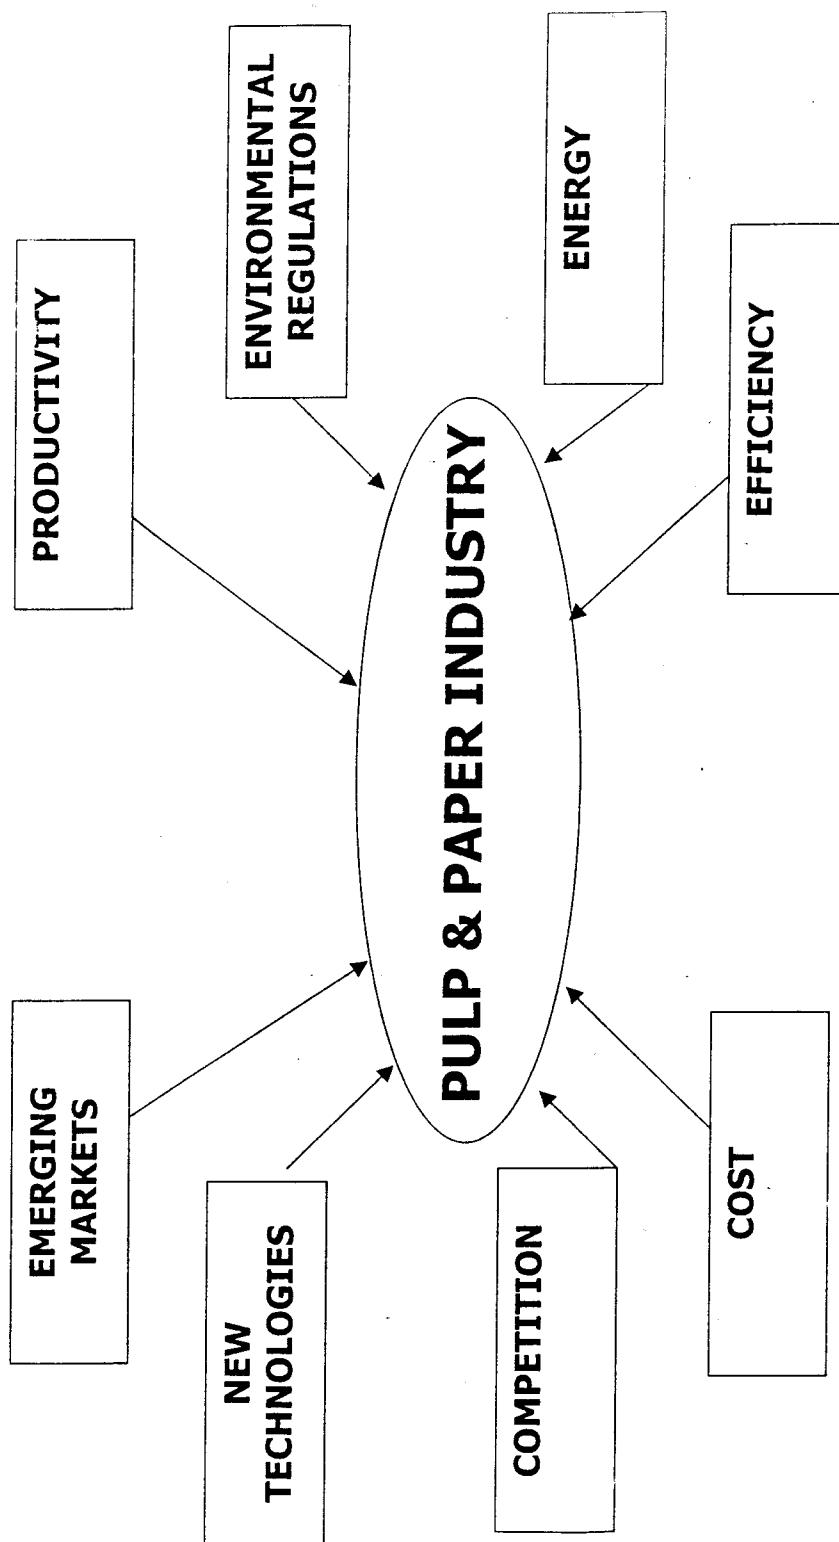 EMERGING
MARKETS
PRODUCTIVITY
NEW
TECHNOLOGIES
ENVIRONMENTAL
REGULATIONS
PULP & PAPER INDUSTRY
COMPETITION
ENERGY
COST
EFFICIENCY